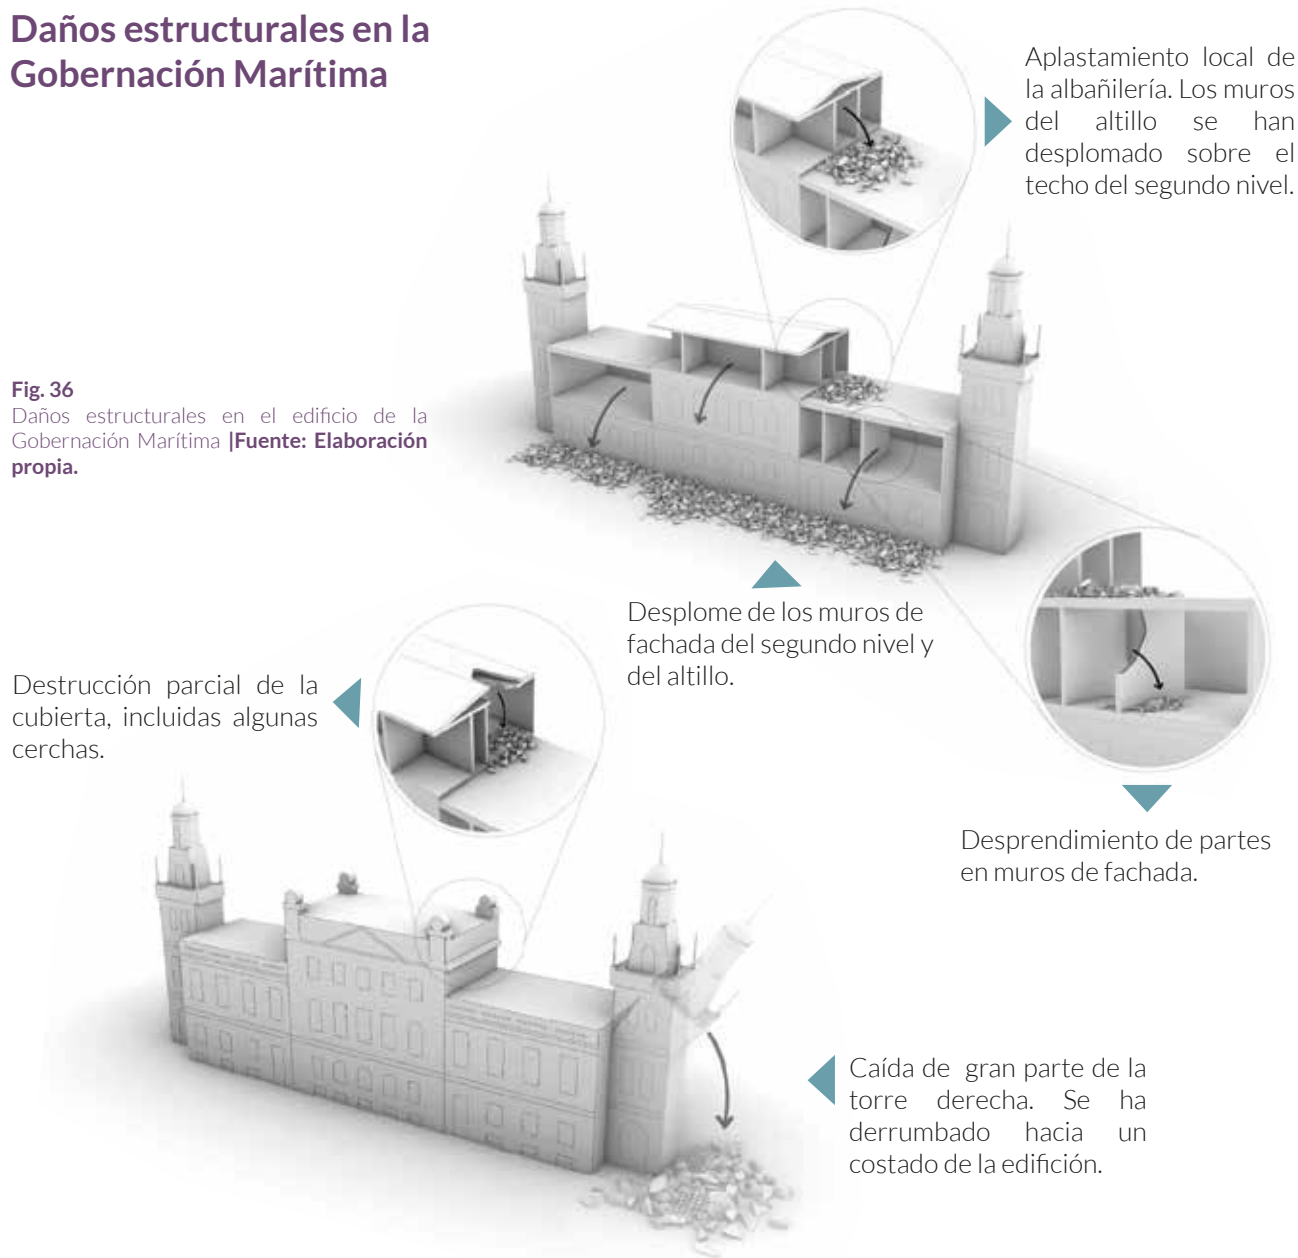 Daños estructurales en la
Gobernación Marítima
Aplastamiento local de
la albañilería. Los muros
del altillo se han
desplomado sobre el
techo del segundo nivel.
Fig. 36
Daños estructurales en el edificio de la
Gobernación Marítima |Fuente: Elaboración
propia.
Desplome de los muros de
fachada del segundo nivel y
del altillo.
Destrucción parcial de la
cubierta, incluidas algunas
cerchas.
Desprendimiento de partes
en muros de fachada.
Caída de gran parte de la
torre derecha. Se ha
derrumbado hacia un
costado de la edifición.